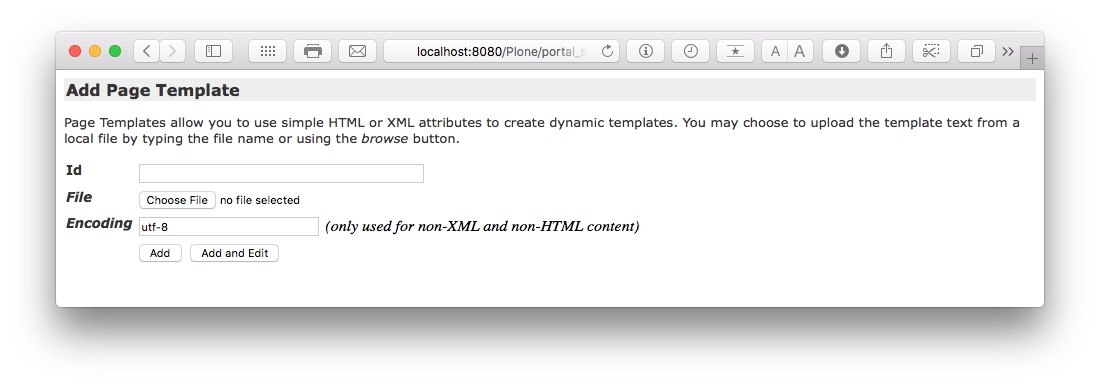 localhost:8080/Plone/portal_s
A A
Add Page Template
Page Templates allow you to use simple HTML or XML attributes to create dynamic templates. You may choose to upload the template text from a
local file by typing the file name or using the browse button.
Id
File Choose File no file selected
Encoding utf-8 (only used for non-XML and non-HTML content)
Add Add and Edit